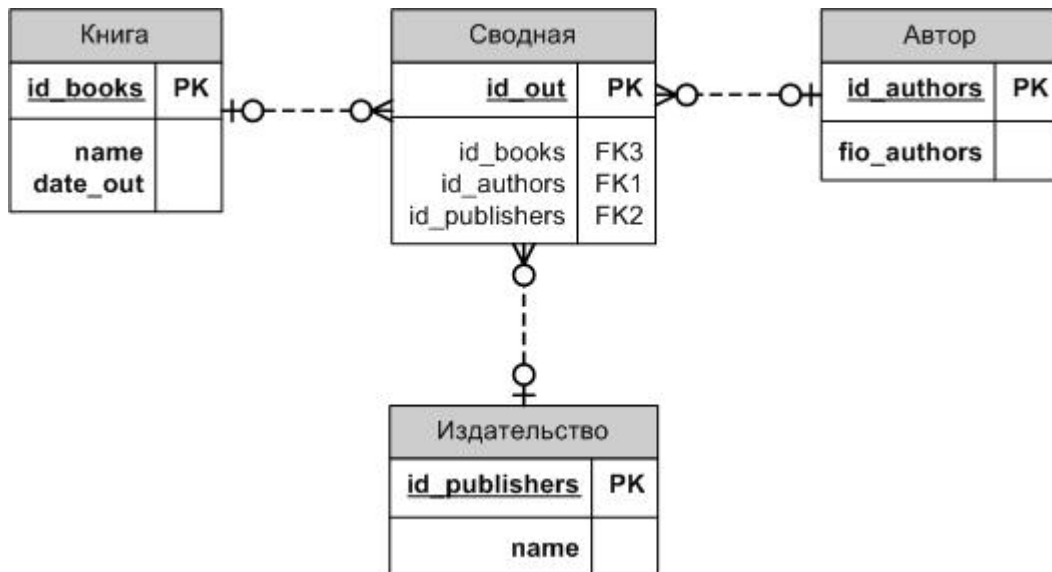 Книга
id_books PK
name
date_out
Сводная
id_out PK
id_books FK3
id_authors FK1
id_publishers FK2
Автор
id_authors PK
fio_authors
Издательство
id_publishers PK
name